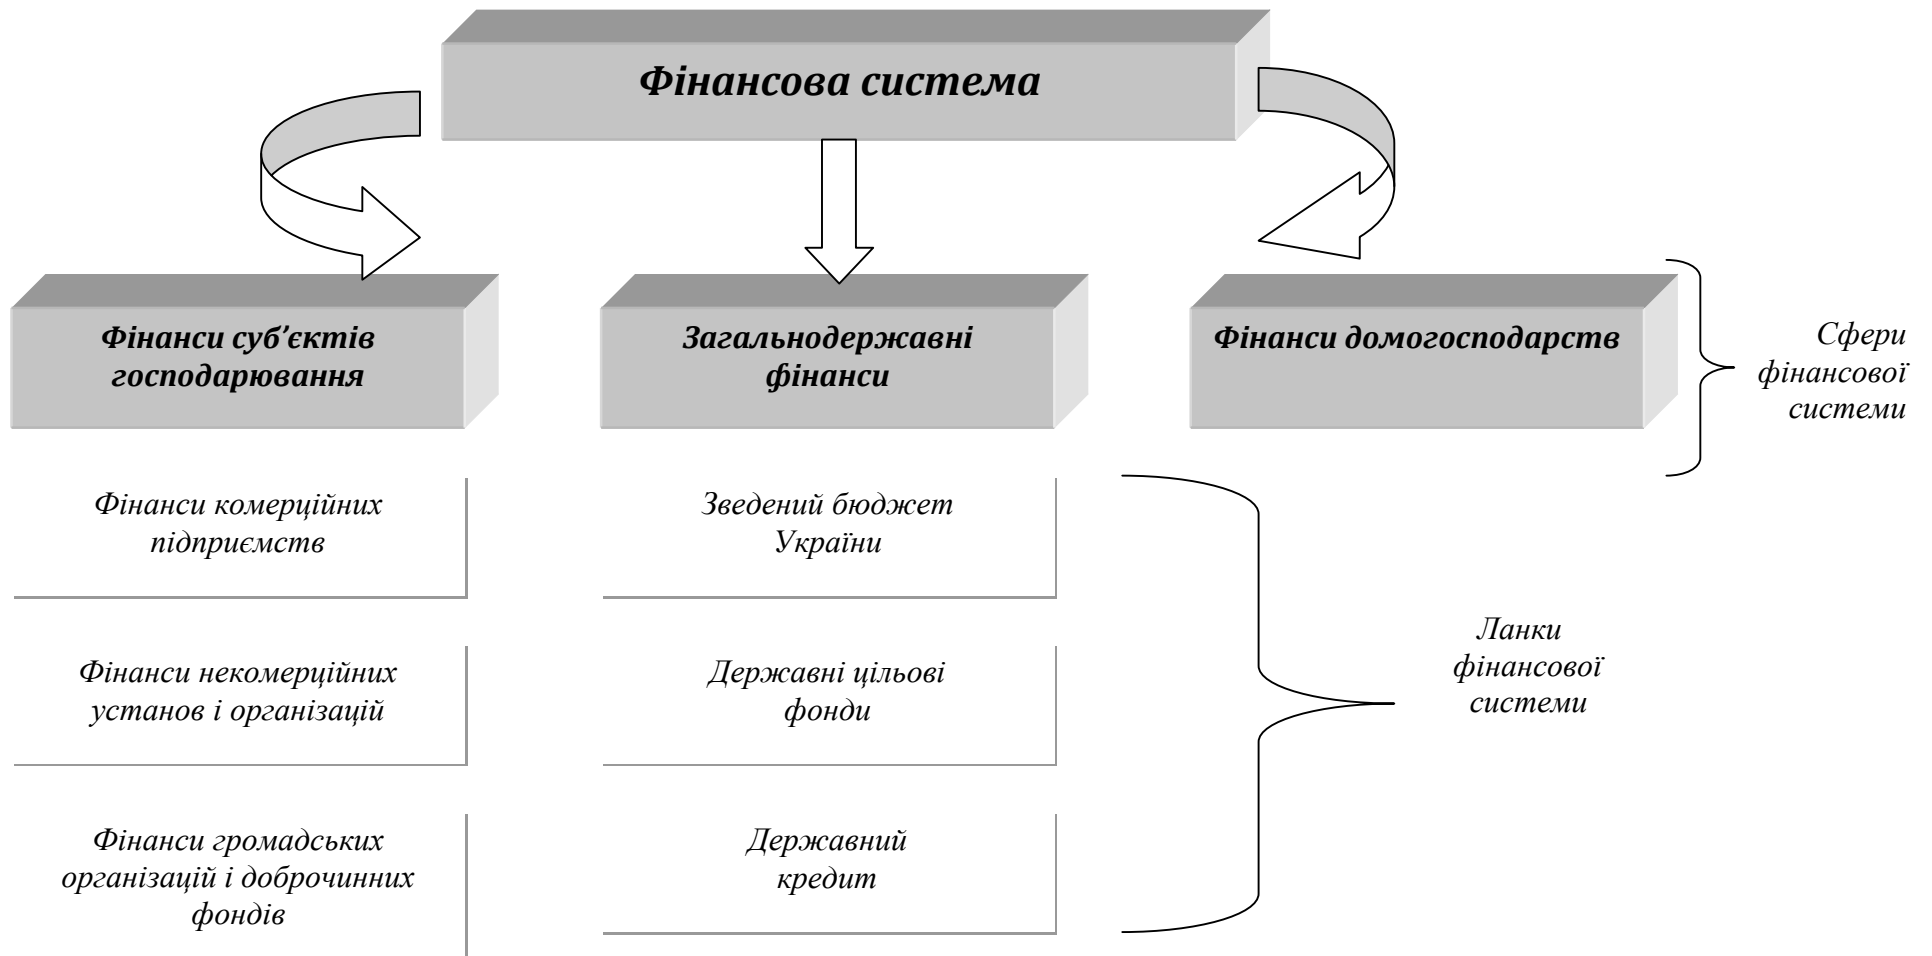 Фінансова система
Фінанси суб’єктів
господарювання
Загальнодержавні
фінанси
Фінанси домогосподарств
Сфери
фінансової
системи
Фінанси комерційних
підприємств
Зведений бюджет
України
Фінанси некомерційних
установ і організацій
Державні цільові
фонди
Ланки
фінансової
системи
Фінанси громадських
організацій і доброчинних
фондів
Державний
кредит